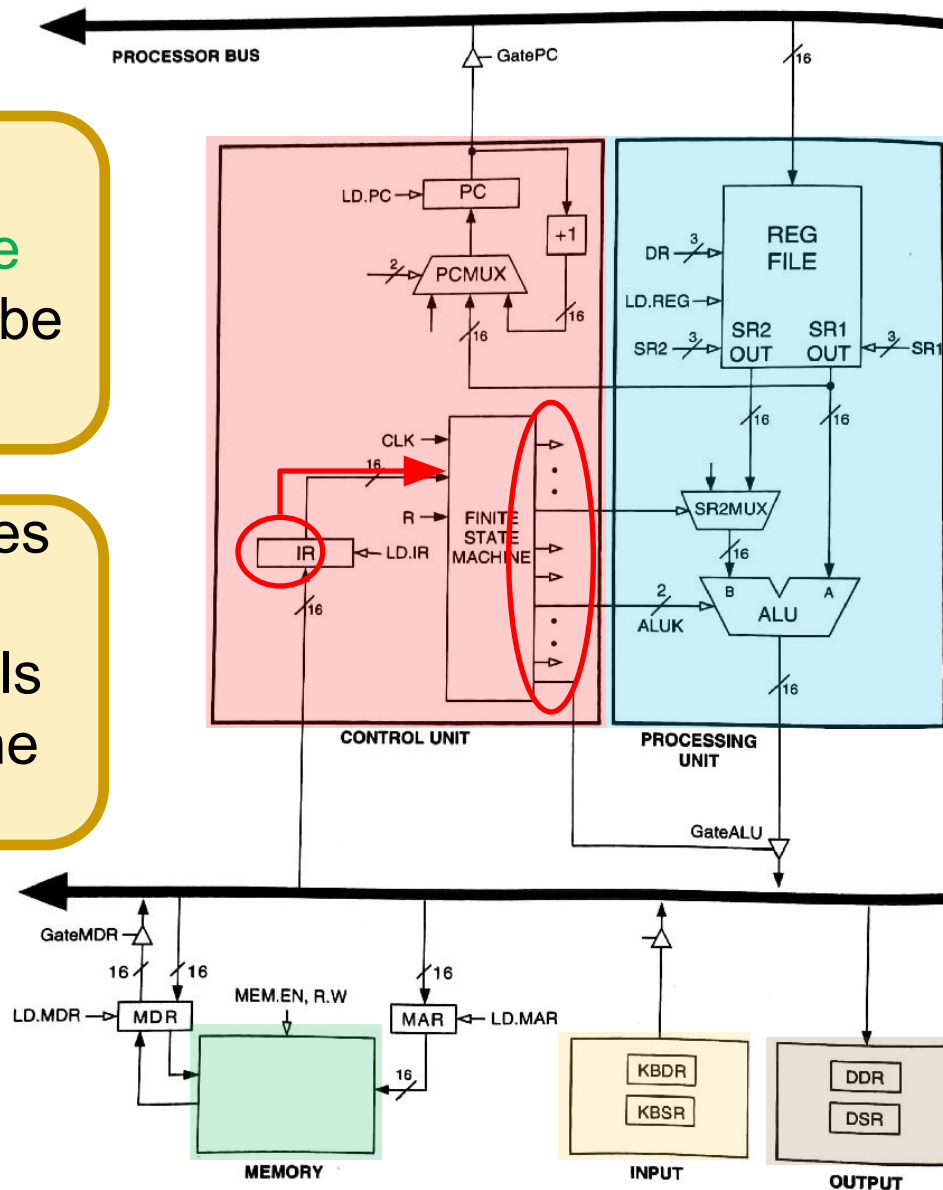 PROCESSOR BUS
GatePC
16
e
be
LD.PC
PC
+1
2
PCMUX
16
16
REG
FILE
DR
3
LD.REG
SR2
3
SR2
OUT
SR1
OUT
3
SR1
es
ls
CLK
16
R
FINITE
STATE
MACHINE
IR
LD.IR
16
16
16
SR2MUX
16
B
A
ALU
2
ALUK
16
CONTROL UNIT
PROCESSING
UNIT
GateALU
GateMDR
16
16
16
LD.MDR
MDR
MEM.EN, R.W
MAR
LD.MAR
16
KBDR
KBSR
DDR
DSR
MEMORY
INPUT
OUTPUT